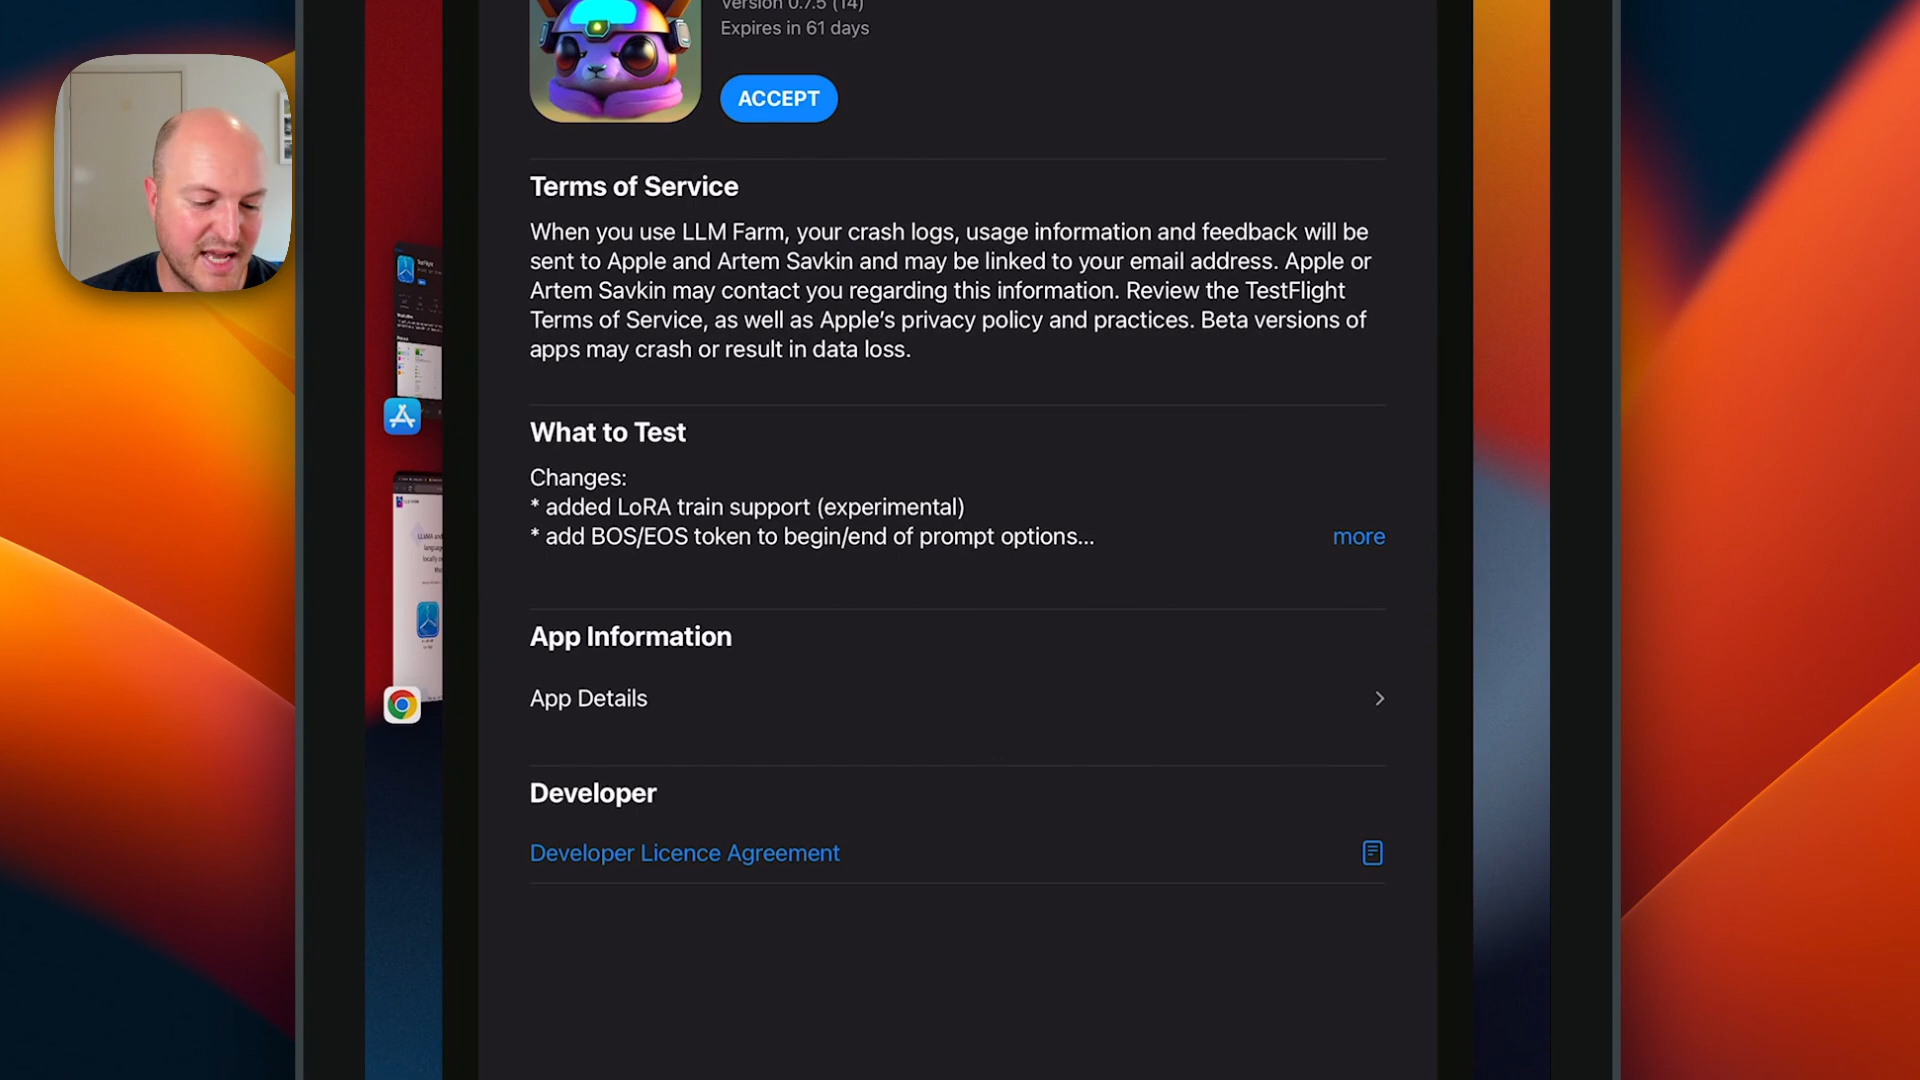 Version 0.7.5 (14)
Expires in 61 days
ACCEPT
Terms of Service
When you use LLM Farm, your crash logs, usage information and feedback will be
sent to Apple and Artem Savkin and may be linked to your email address. Apple or
Artem Savkin may contact you regarding this information. Review the TestFlight
Terms of Service, as well as Apple’s privacy policy and practices. Beta versions of
apps may crash or result in data loss.
What to Test
Changes:
* added LoRA train support (experimental)
* add BOS/EOS token to begin/end of prompt options...
more
App Information
App Details
Developer
Developer Licence Agreement
TestFlight